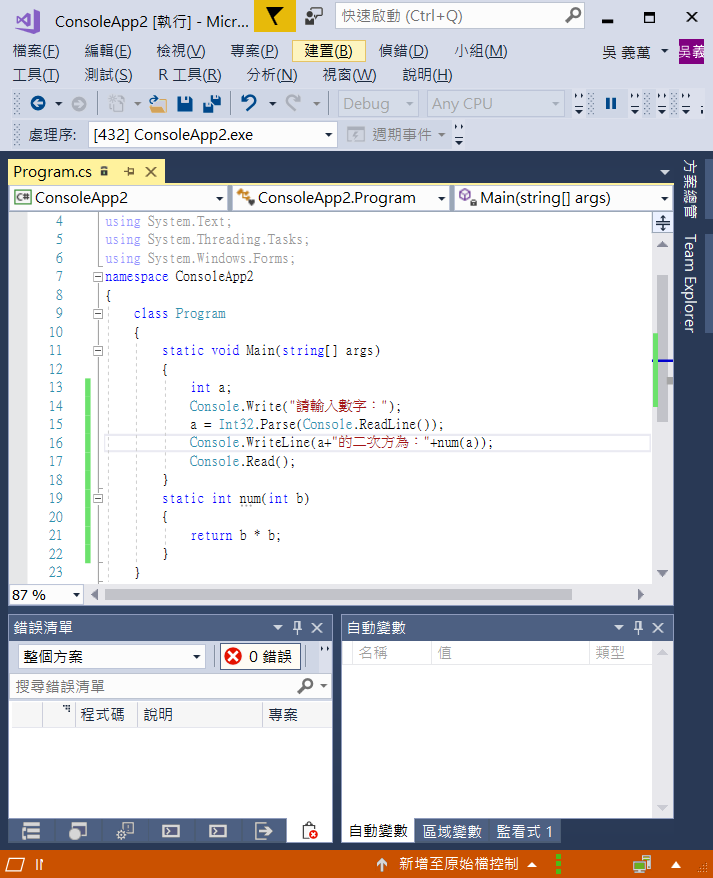 ConsoleApp2 [執行] - Micr...
快速啟動 (Ctrl+Q)
檔案(F) 編輯(E) 檢視(V) 專案(P) 建置(B) 偵錯(D) 小組(M) 吳 義萬 吳義
工具(T) 測試(S) R 工具(R) 分析(N) 視窗(W) 說明(H)
Debug Any CPU
處理序: [432] ConsoleApp2.exe 週期事件
Program.cs
C# ConsoleApp2 ConsoleApp2.Program Main(string[] args)
4 using System.Text;
5 using System.Threading.Tasks;
6 using System.Windows.Forms;
7 namespace ConsoleApp2
8 {
9 class Program
10 {
11 static void Main(string[] args)
12 {
13 int a;
14 Console.Write("請輸入數字：");
15 a = Int32.Parse(Console.ReadLine());
16 Console.WriteLine(a+"的二次方為："+num(a));
17 Console.Read();
18 }
19 static int num(int b)
20 {
21 return b * b;
22 }
23 }
87 %
方案總管
Team Explorer
錯誤清單
整個方案 0 錯誤
搜尋錯誤清單
程式碼 說明 專案
自動變數
名稱 值 類型
自動變數 區域變數 監看式 1
新增至原始檔控制